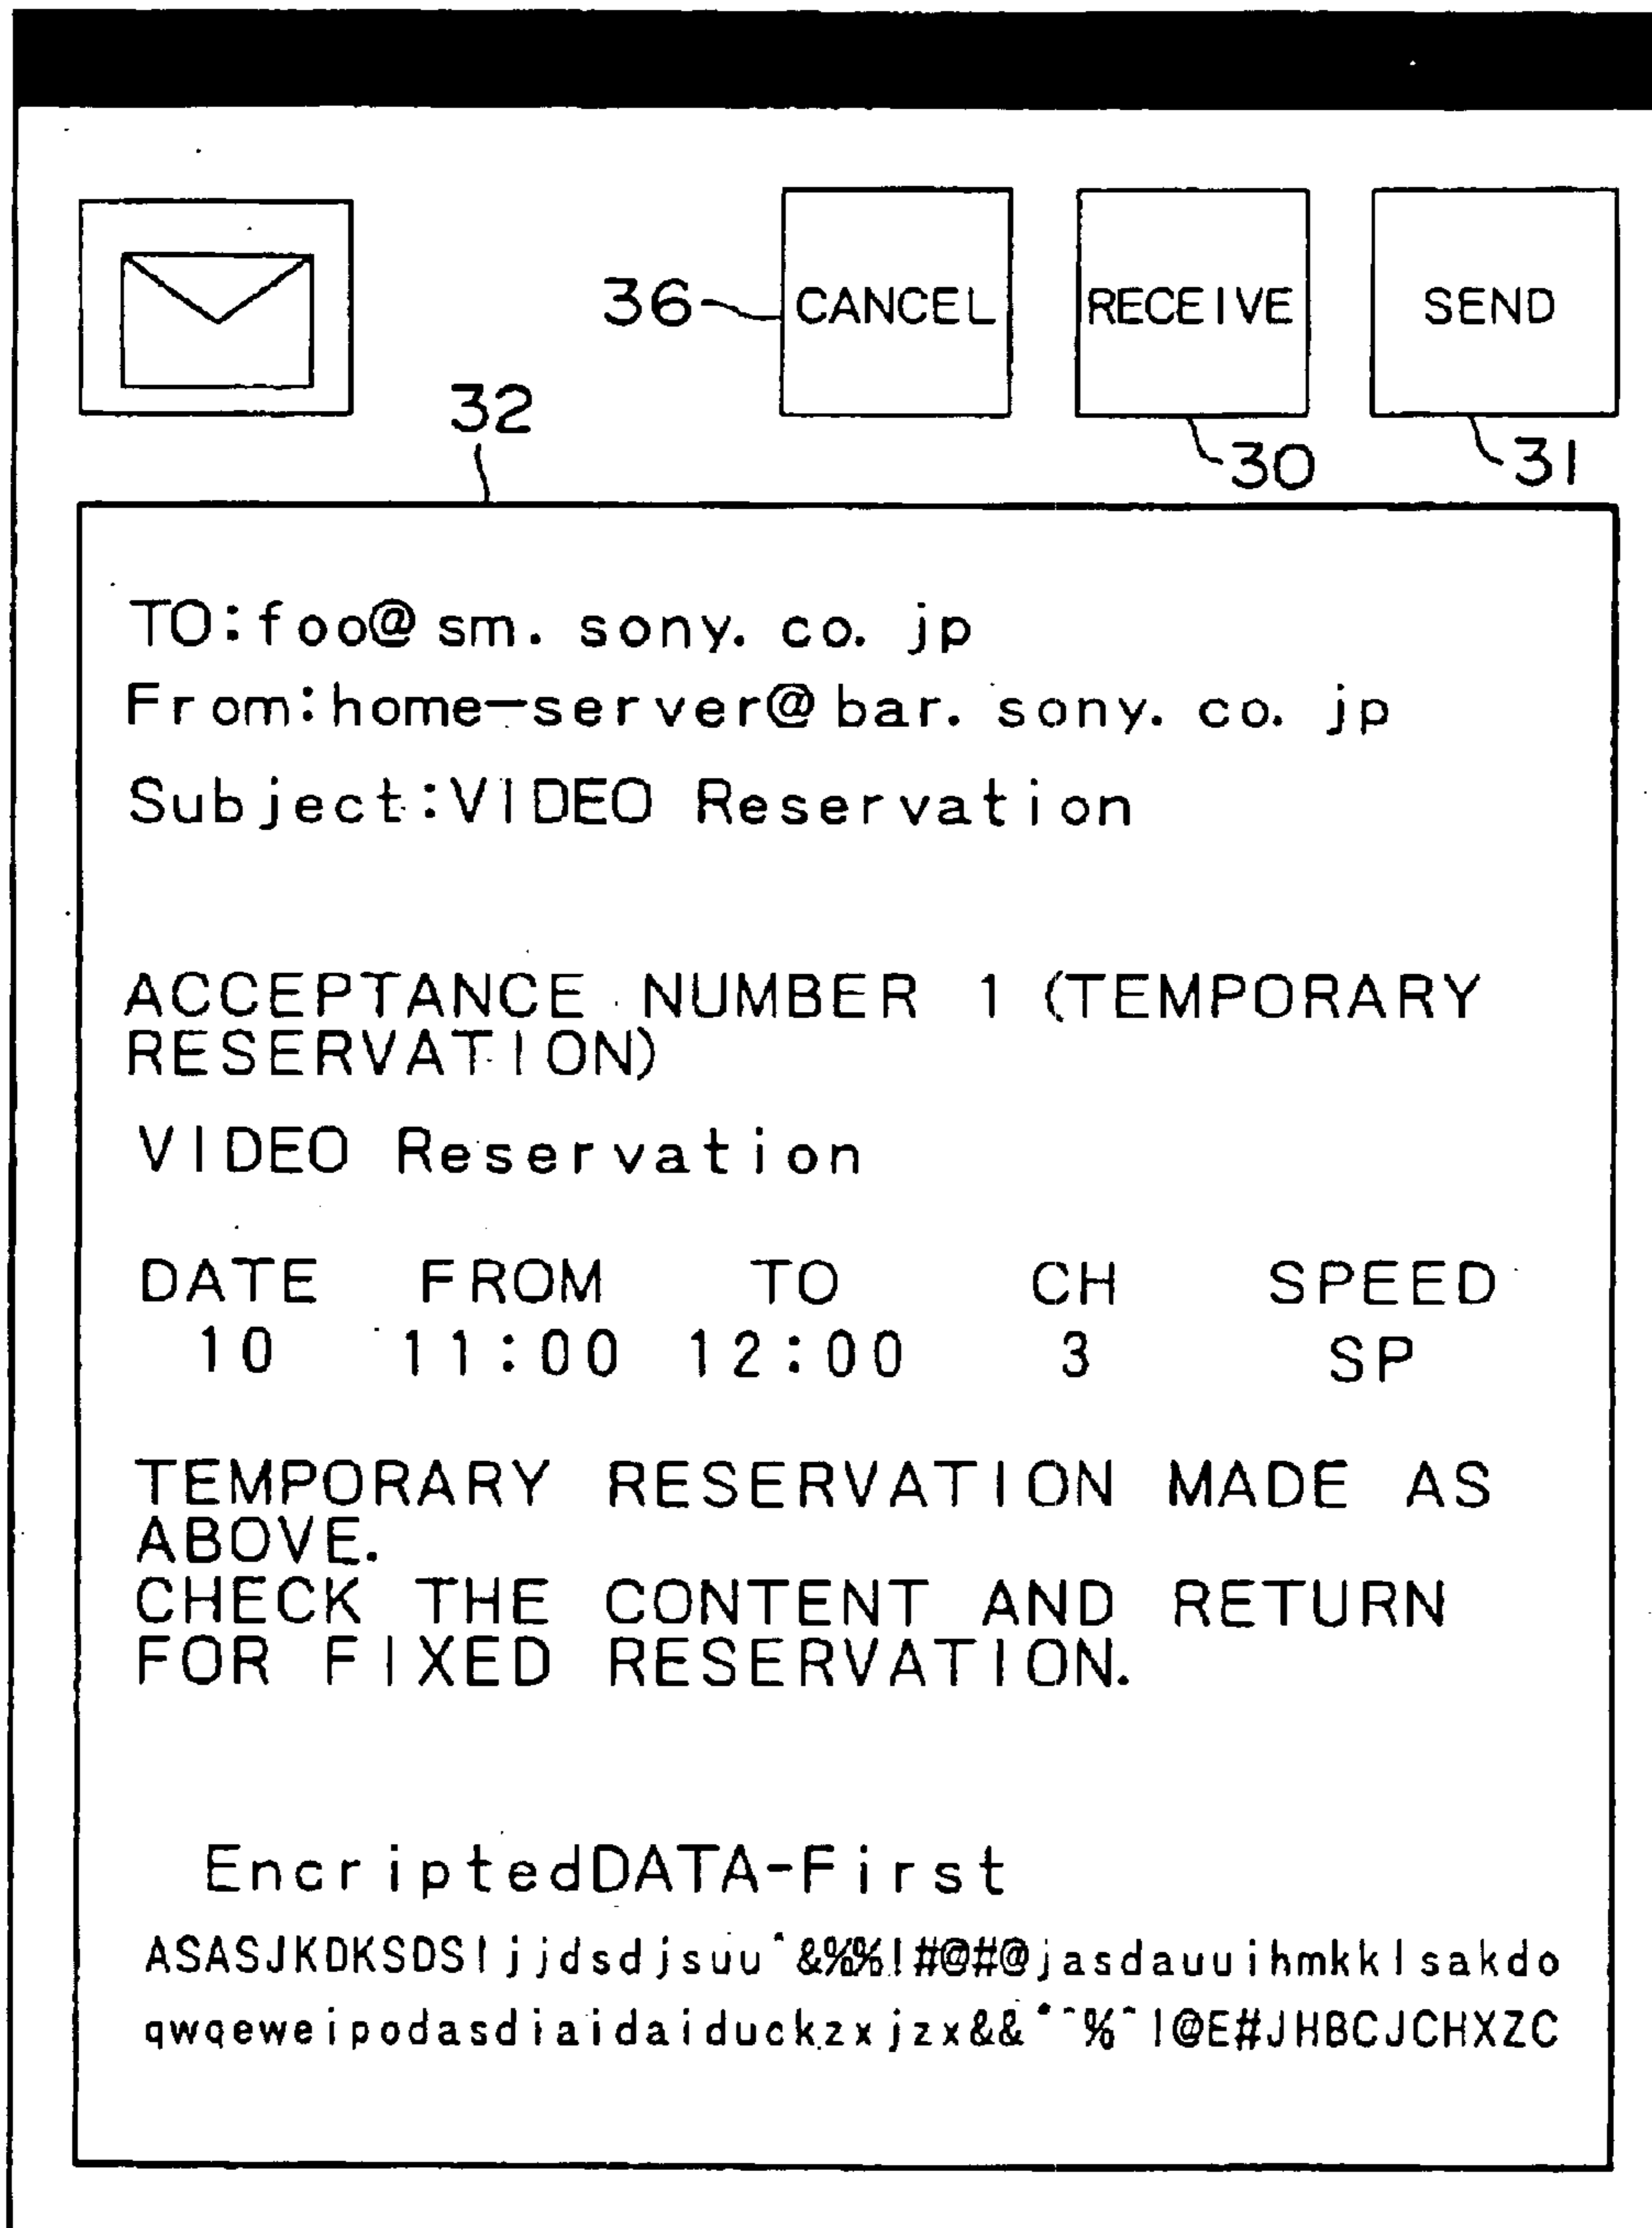 36 CANCEL RECEIVE SEND
32
30 31
TO:foo@sm.sony.co.jp
From:home-server@bar.sony.co.jp
Subject:VIDEO Reservation
ACCEPTANCE NUMBER 1 (TEMPORARY
RESERVATION)
VIDEO Reservation
DATE FROM TO CH SPEED
10 11:00 12:00 3 SP
TEMPORARY RESERVATION MADE AS
ABOVE.
CHECK THE CONTENT AND RETURN
FOR FIXED RESERVATION.
EncriptedDATA-First